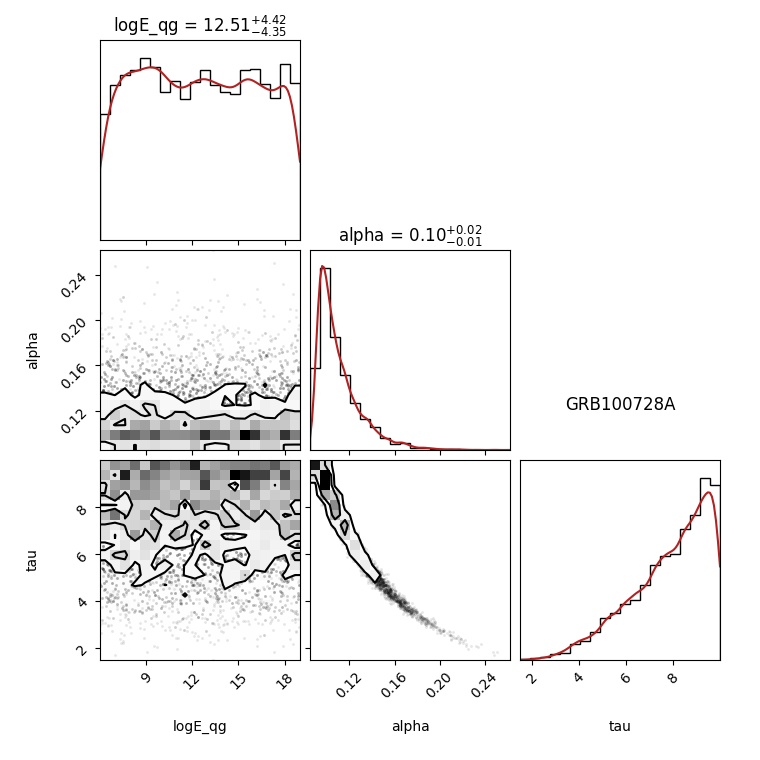 logE_qg = 12.51+4.42 −4.35
alpha = 0.10+0.02 −0.01
alpha
0.24
0.20
0.16
0.12
GRB100728A
tau
8
6
4
2
9 12 15 18
0.12 0.16 0.20 0.24
2 4 6 8
logE_qg alpha tau